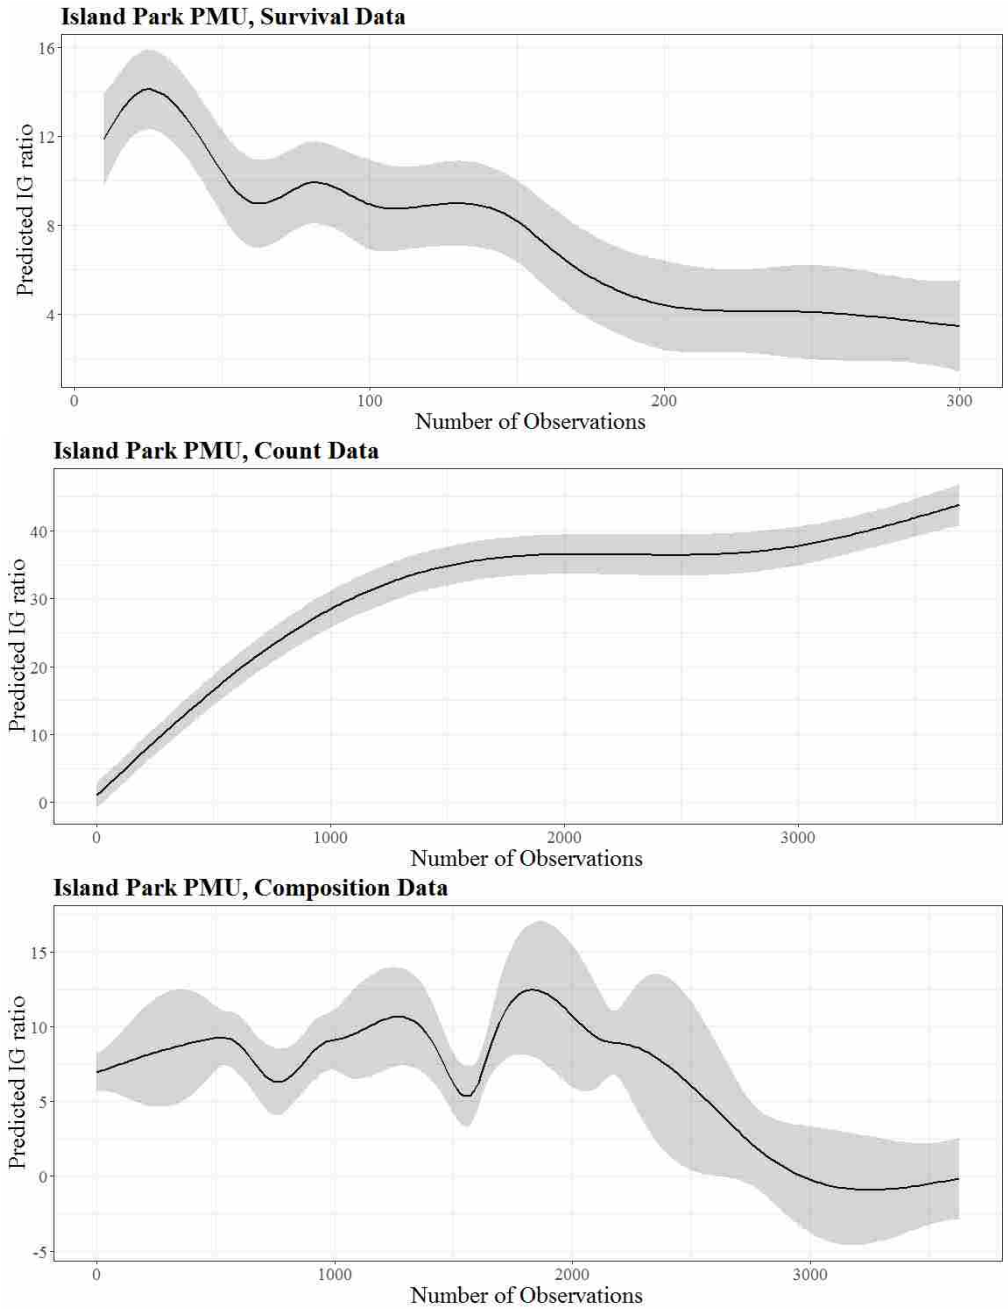 Island Park PMU, Survival Data
16
12
8
4
Predicted IG ratio
0 100 200 300
Number of Observations
Island Park PMU, Count Data
40
30
20
10
0
Predicted IG ratio
0 1000 2000 3000
Number of Observations
Island Park PMU, Composition Data
15
10
5
0
-5
Predicted IG ratio
0 1000 2000 3000
Number of Observations